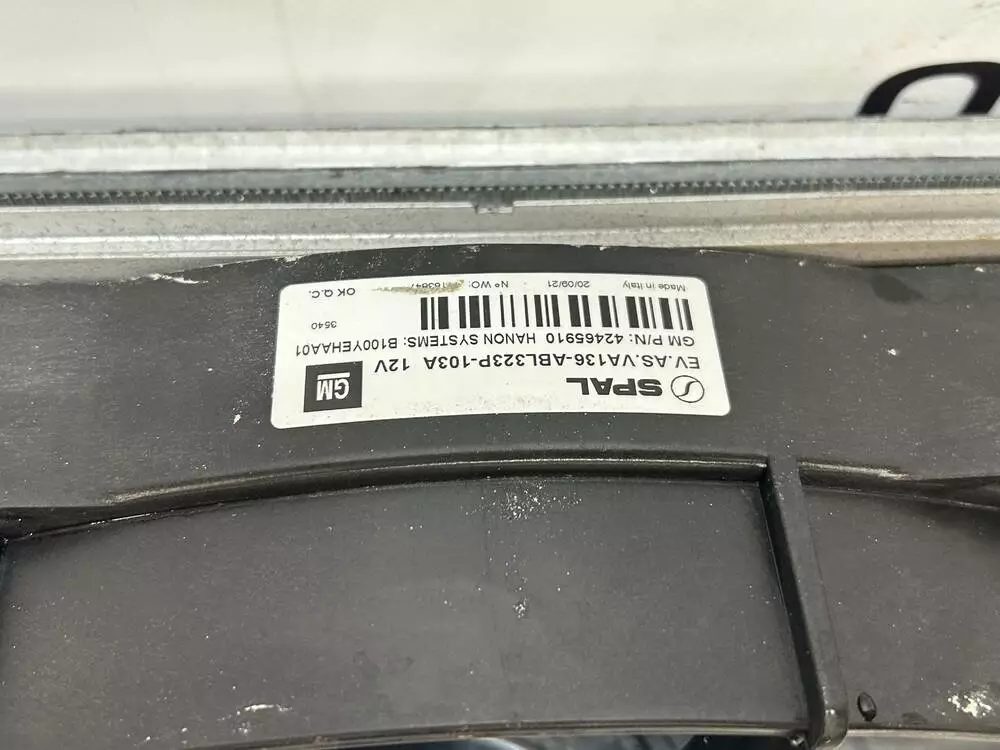 SPAL
GM
EV.AS.VA136-ABL323P-103A 12V
GM P/N: 42465910 HANON SYSTEMS: B100YEHAA01
3540
Made in Italy 20/09/21 N° WO: OK Q.C.